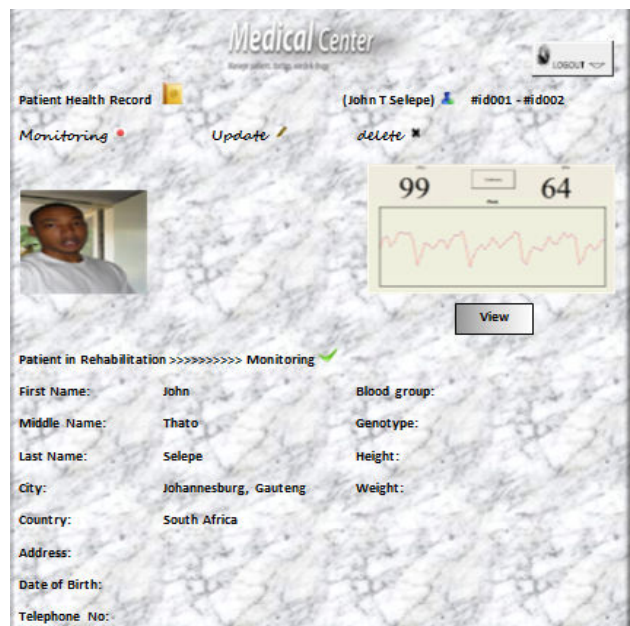 Medical Center
LOGOUT
Patient Health Record
(John T Selepe) #id001 - #id002
Monitoring Update delete
99 64
View
Patient in Rehabilitation >>>>>>>>>> Monitoring
First Name: John Blood group:
Middle Name: Thato Genotype:
Last Name: Selepe Height:
City: Johannesburg, Gauteng Weight:
Country: South Africa
Address:
Date of Birth:
Telephone No: